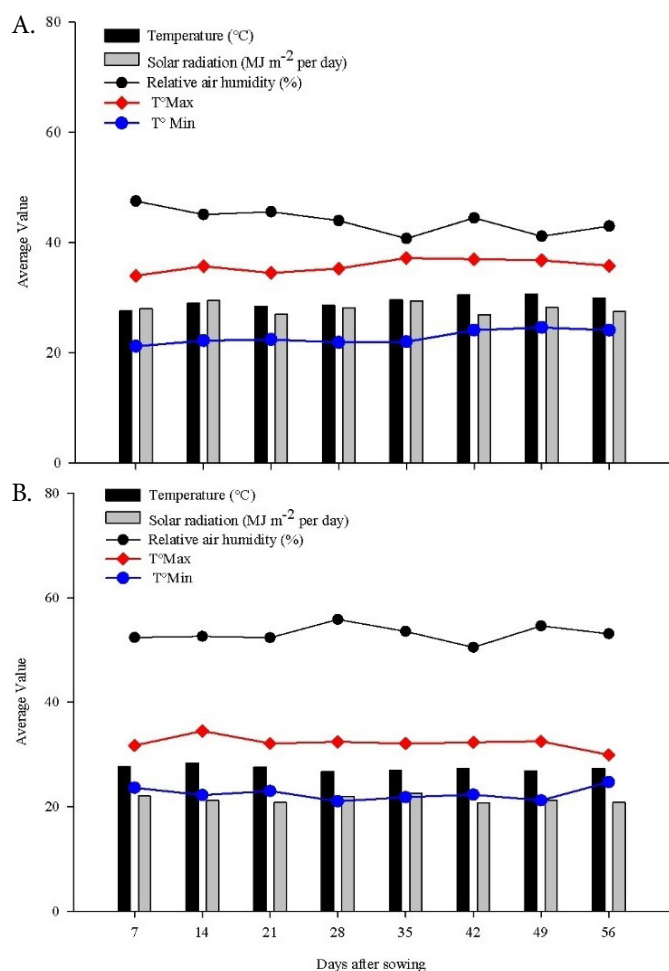 A.
80
60
40
20
0
Average Value
Temperature (°C)
Solar radiation (MJ m⁻² per day)
Relative air humidity (%)
T°Max
T° Min
B.
80
60
40
20
0
Average Value
Temperature (°C)
Solar radiation (MJ m⁻² per day)
Relative air humidity (%)
T°Max
T°Min
7 14 21 28 35 42 49 56
Days after sowing